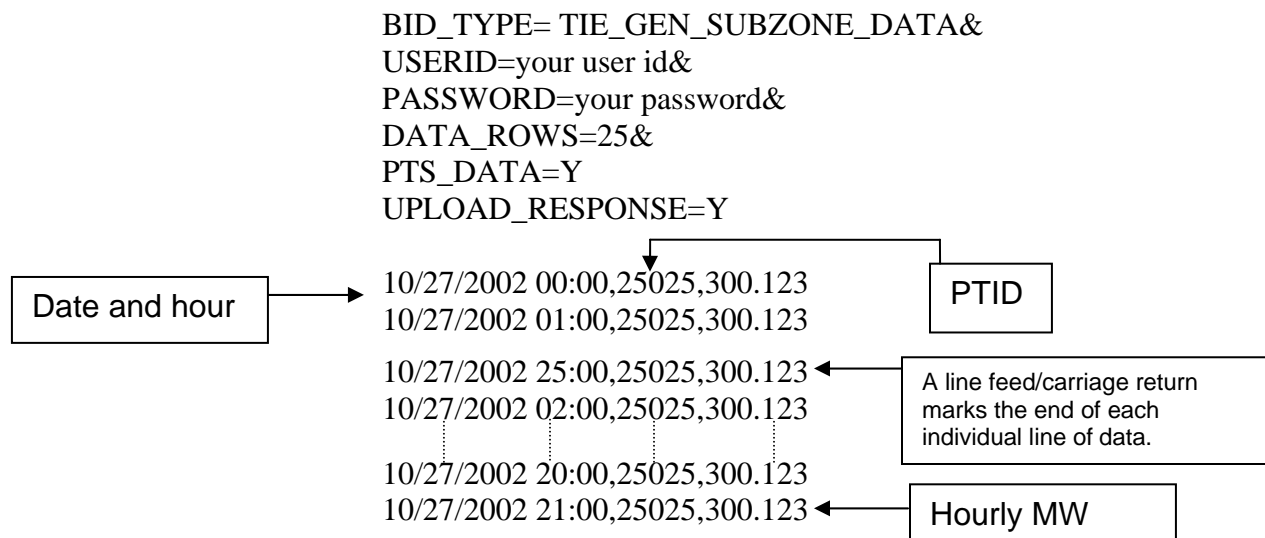 BID_TYPE= TIE_GEN_SUBZONE_DATA&
USERID=your user id&
PASSWORD=your password&
DATA_ROWS=25&
PTS_DATA=Y
UPLOAD_RESPONSE=Y
Date and hour
10/27/2002 00:00,25025,300.123
10/27/2002 01:00,25025,300.123
PTID
10/27/2002 25:00,25025,300.123
10/27/2002 02:00,25025,300.123
A line feed/carriage return
marks the end of each
individual line of data.
10/27/2002 20:00,25025,300.123
10/27/2002 21:00,25025,300.123
Hourly MW